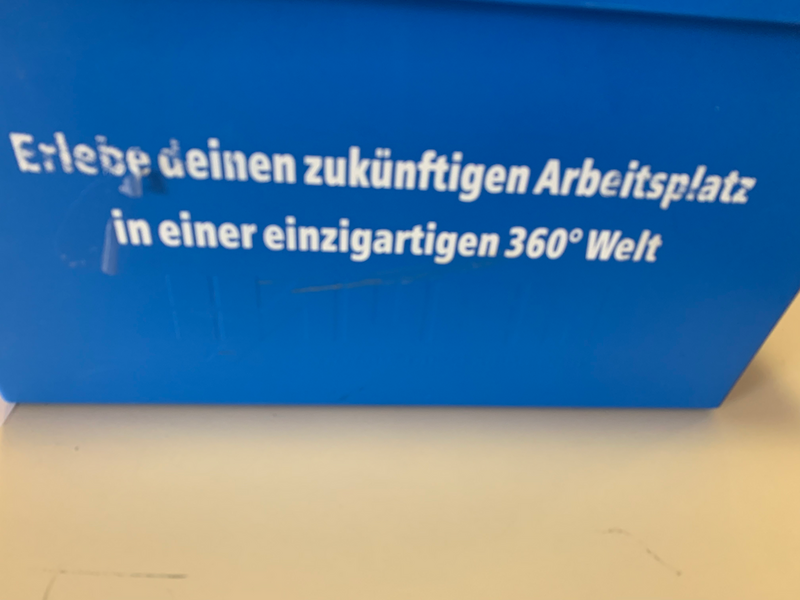 Erlebe deinen zukünftigen Arbeitsplatz
in einer einzigartigen 360° Welt